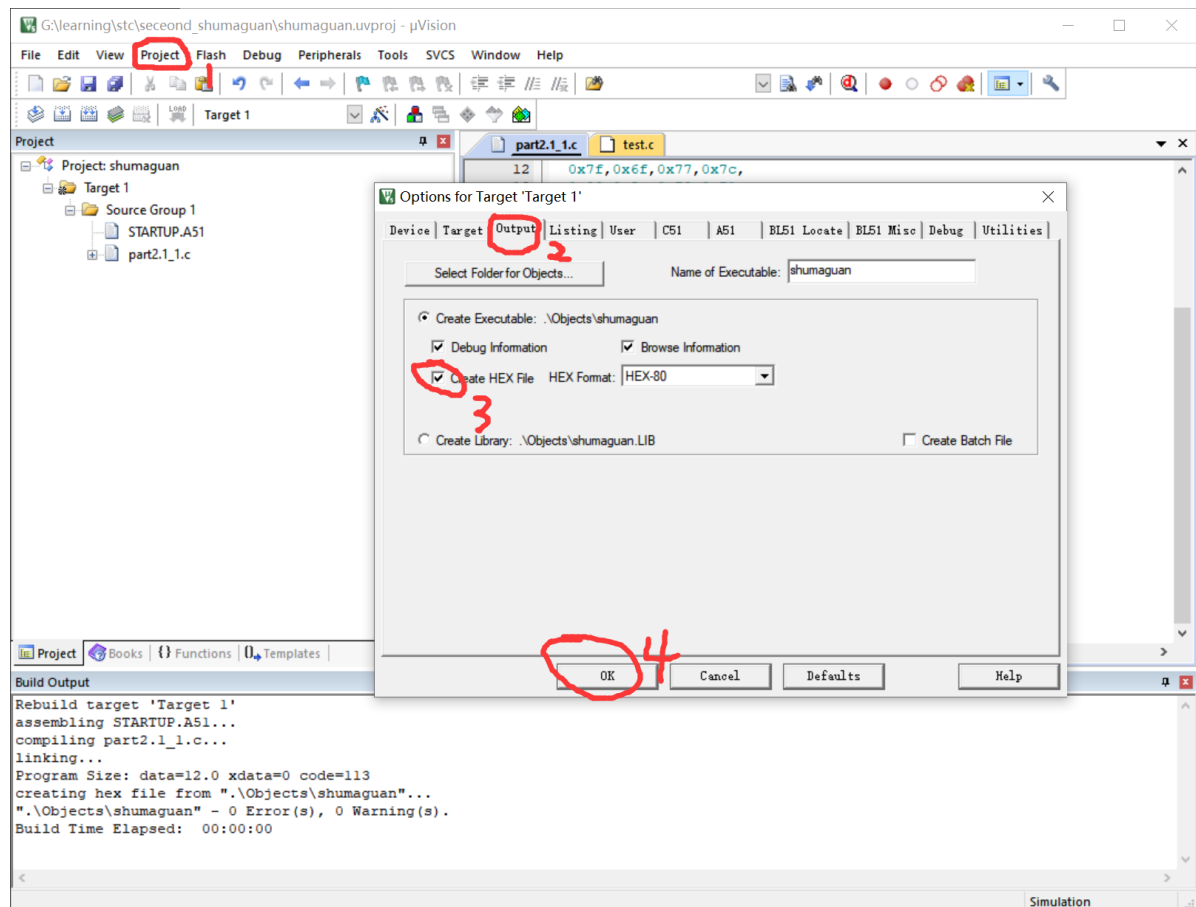 G:\learning\stc\seceond_shumaguan\shumaguan.uvproj - µVision
File Edit View Project Flash Debug Peripherals Tools SVCS Window Help
1
LOAD
Target 1
Project
part2.1_1.c test.c
Project: shumaguan
Target 1
Source Group 1
STARTUP.A51
part2.1_1.c
12 0x7f,0x6f,0x77,0x7c,
Options for Target 'Target 1'
Device Target Output Listing User C51 A51 BL51 Locate BL51 Misc Debug Utilities
2
Select Folder for Objects... Name of Executable: shumaguan
Create Executable: .\Objects\shumaguan
Debug Information Browse Information
Create HEX File HEX Format: HEX-80
3
Create Library: .\Objects\shumaguan.LIB Create Batch File
4
OK Cancel Defaults Help
Project Books {} Functions 0 Templates
Build Output
Rebuild target 'Target 1'
assembling STARTUP.A51...
compiling part2.1_1.c...
linking...
Program Size: data=12.0 xdata=0 code=113
creating hex file from ".\Objects\shumaguan"...
".\Objects\shumaguan" - 0 Error(s), 0 Warning(s).
Build Time Elapsed:  00:00:00
Simulation